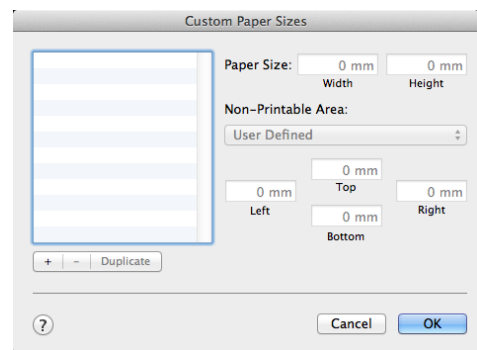 Custom Paper Sizes
Paper Size: 0 mm 0 mm
Width Height
Non-Printable Area:
User Defined
0 mm
Top
0 mm 0 mm
Left Right
0 mm
Bottom
+ - Duplicate
? Cancel OK